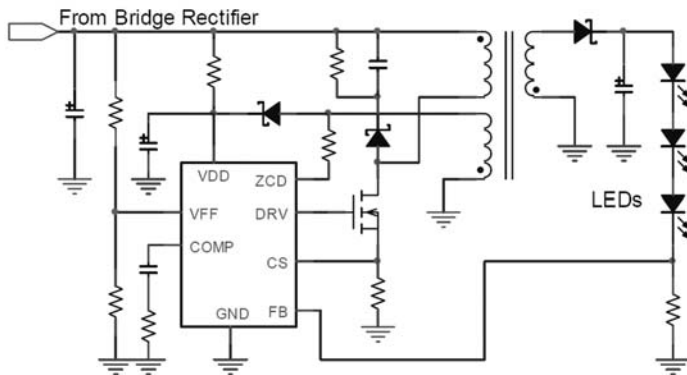 From Bridge Rectifier
VDD
ZCD
VFF
DRV
COMP
CS
GND
FB
LEDs